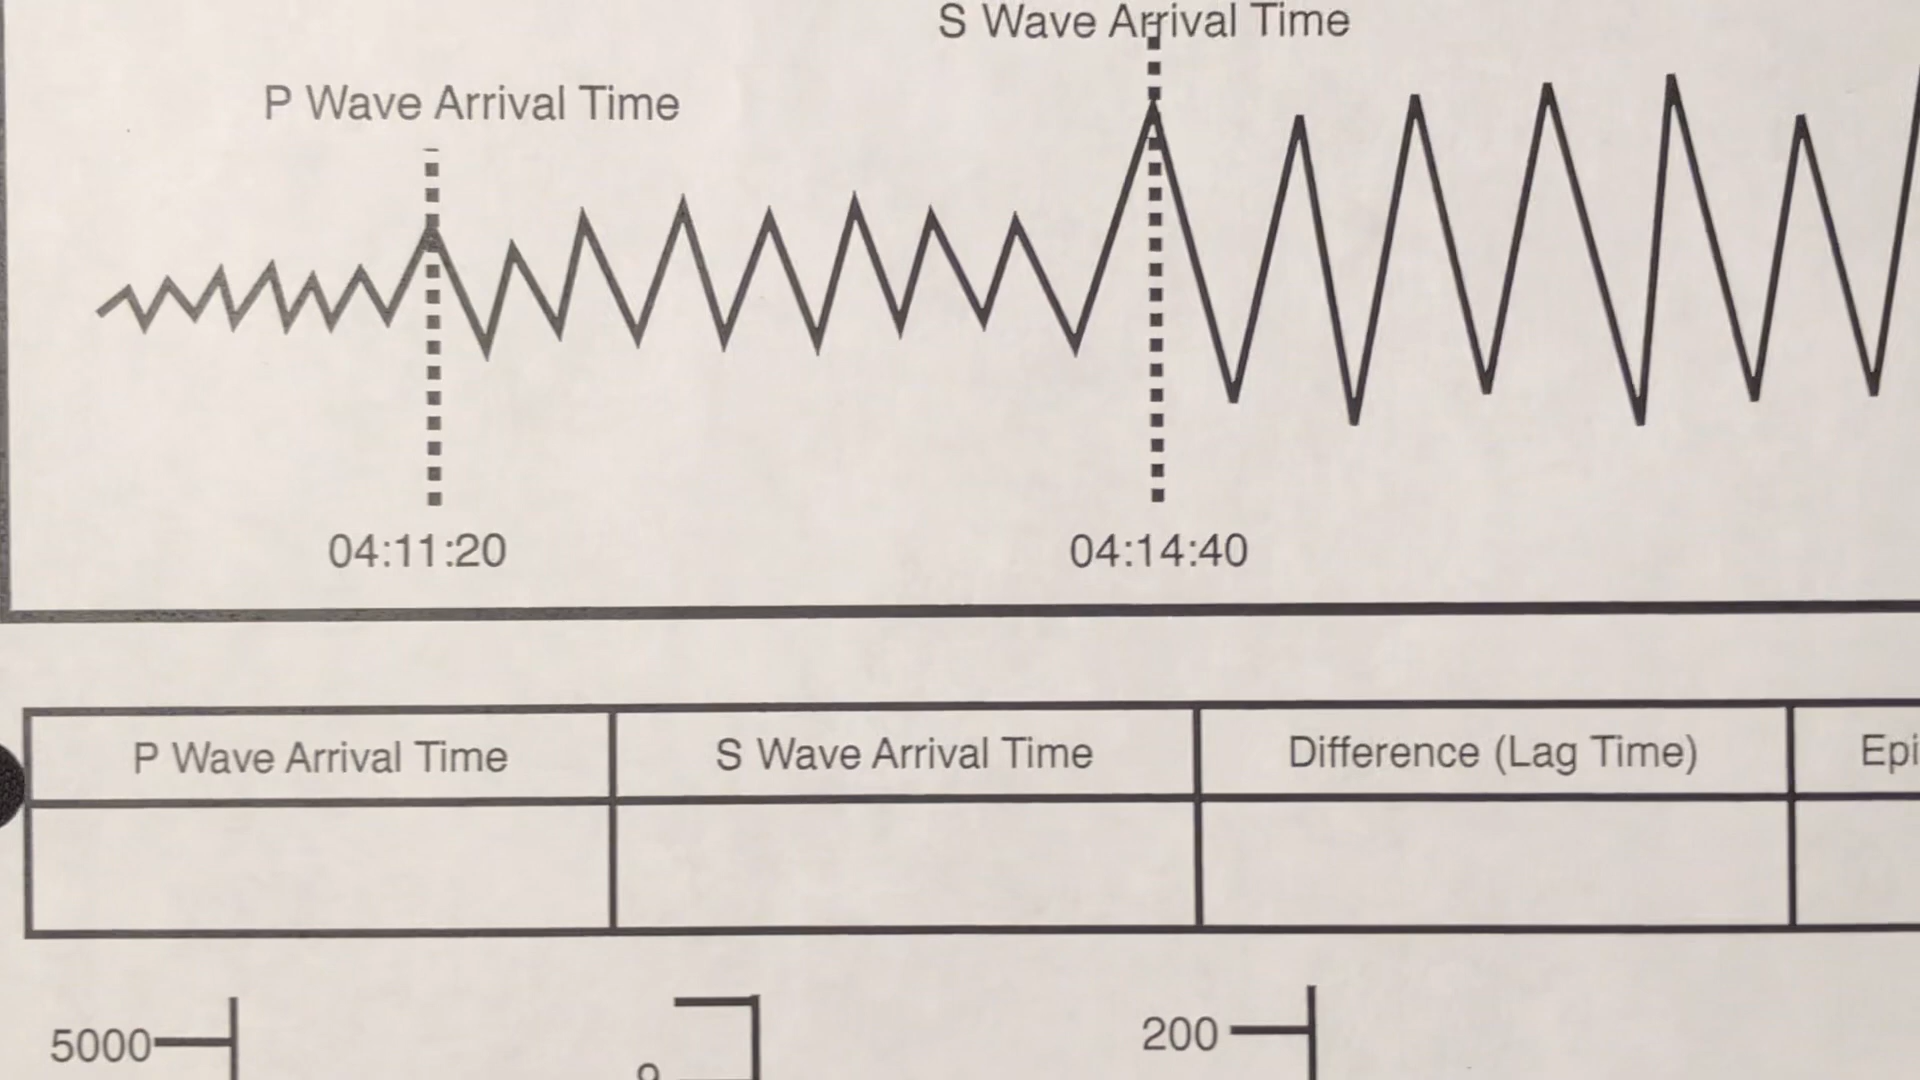 S Wave Arrival Time
P Wave Arrival Time
04:11:20
04:14:40
P Wave Arrival Time
S Wave Arrival Time
Difference (Lag Time)
Epi
5000
200